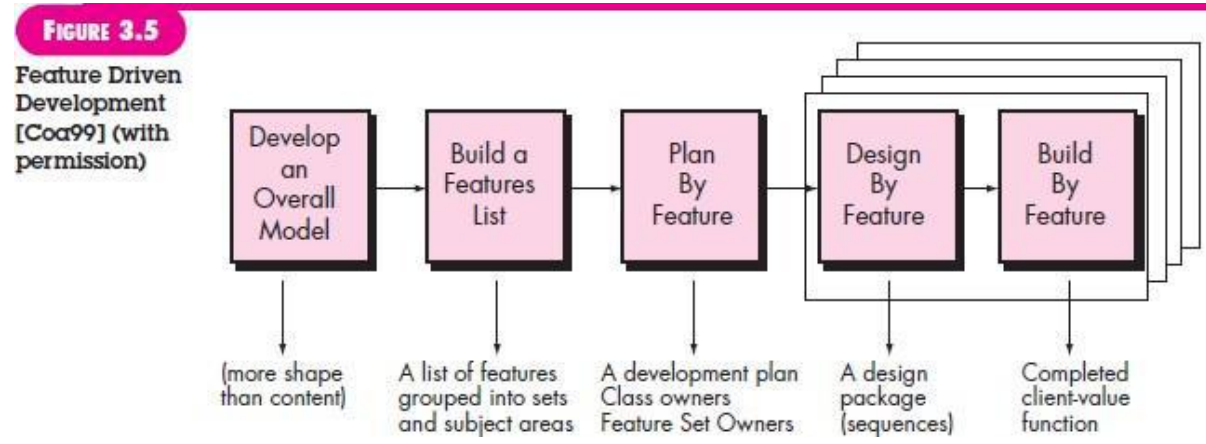 FIGURE 3.5
Feature Driven
Development
[Coa99] (with
permission)
Develop
an
Overall
Model
Build a
Features
List
Plan
By
Feature
Design
By
Feature
Build
By
Feature
(more shape
than content)
A list of features
grouped into sets
and subject areas
A development plan
Class owners
Feature Set Owners
A design
package
(sequences)
Completed
client-value
function